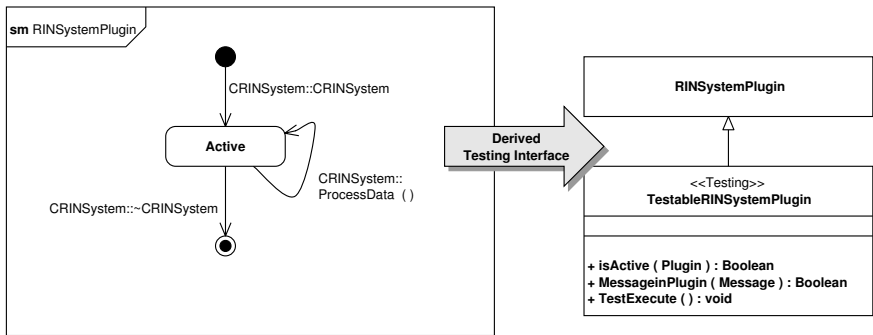 sm RINSystemPlugin
CRINSystem::CRINSystem
Active
CRINSystem::
ProcessData ( )
CRINSystem::~CRINSystem
Derived
Testing Interface
RINSystemPlugin
<<Testing>>
TestableRINSystemPlugin
+ isActive ( Plugin ) : Boolean
+ MessageinPlugin ( Message ) : Boolean
+ TestExecute ( ) : void